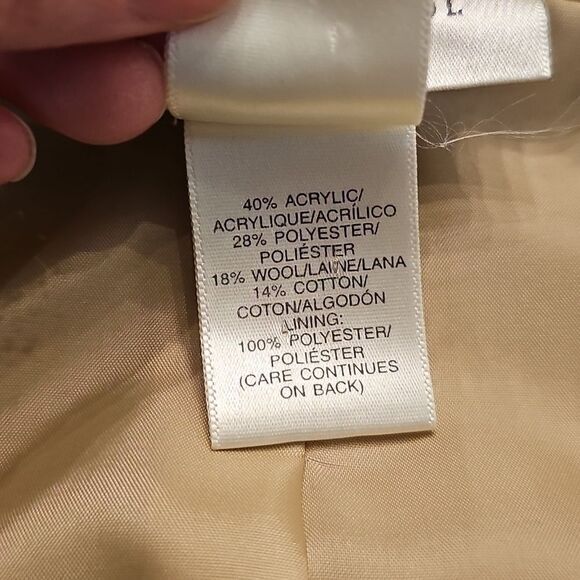 40% ACRYLIC/
ACRYLIQUE/ACRÍLICO
28% POLYESTER/
POLIÉSTER
18% WOOL/LAINE/LANA
14% COTTON/
COTON/ALGODÓN
LINING:
100% POLYESTER/
POLIÉSTER
(CARE CONTINUES
ON BACK)